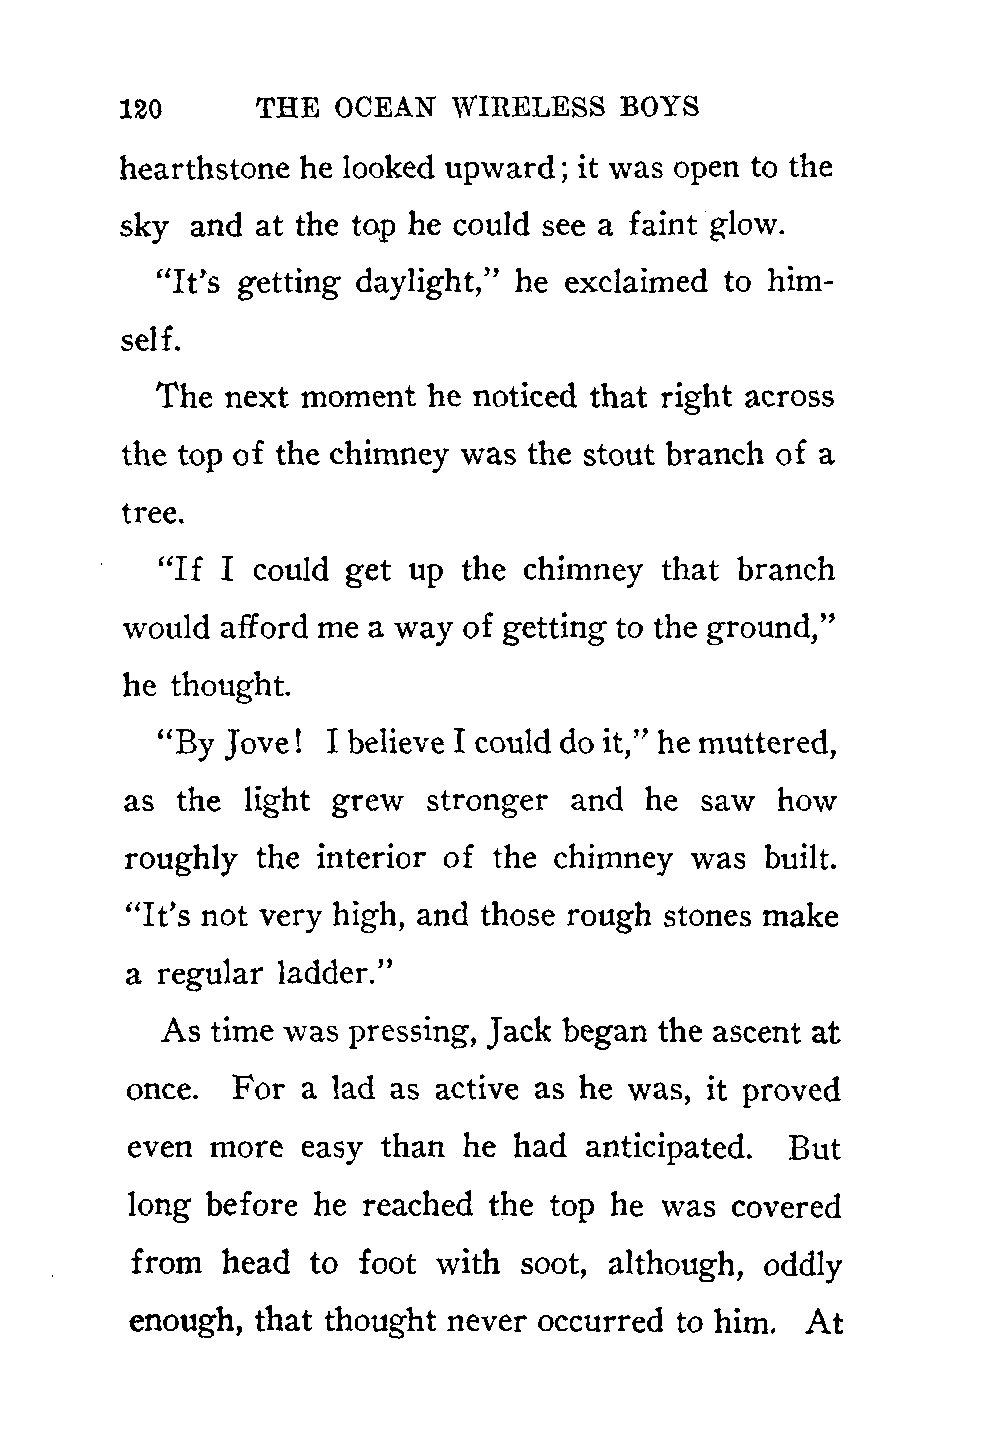 120 THE OCEAN WIRELESS BOYS
hearthstone he looked upward; it was open to the
sky and at the top he could see a faint glow.
“It’s getting daylight,” he exclaimed to him-
self.
The next moment he noticed that right across
the top of the chimney was the stout branch of a
tree.
“If I could get up the chimney that branch
would afford me a way of getting to the ground,”
he thought.
“By Jove! I believe I could do it,” he muttered,
as the light grew stronger and he saw how
roughly the interior of the chimney was built.
“It’s not very high, and those rough stones make
a regular ladder.”
As time was pressing, Jack began the ascent at
once. For a lad as active as he was, it proved
even more easy than he had anticipated. But
long before he reached the top he was covered
from head to foot with soot, although, oddly
enough, that thought never occurred to him. At